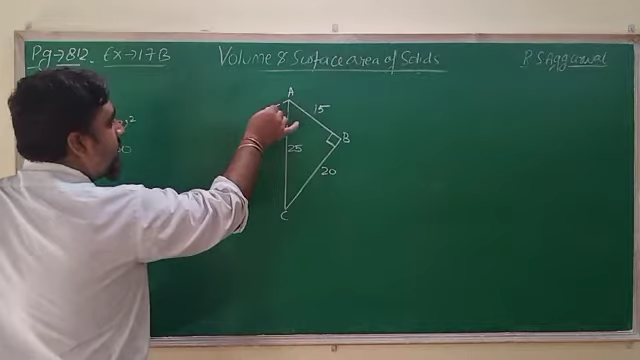 Pg→812. Ex→17B
Volume & Surface area of Solids
R S Aggarwal
A
15
B
25
20
C